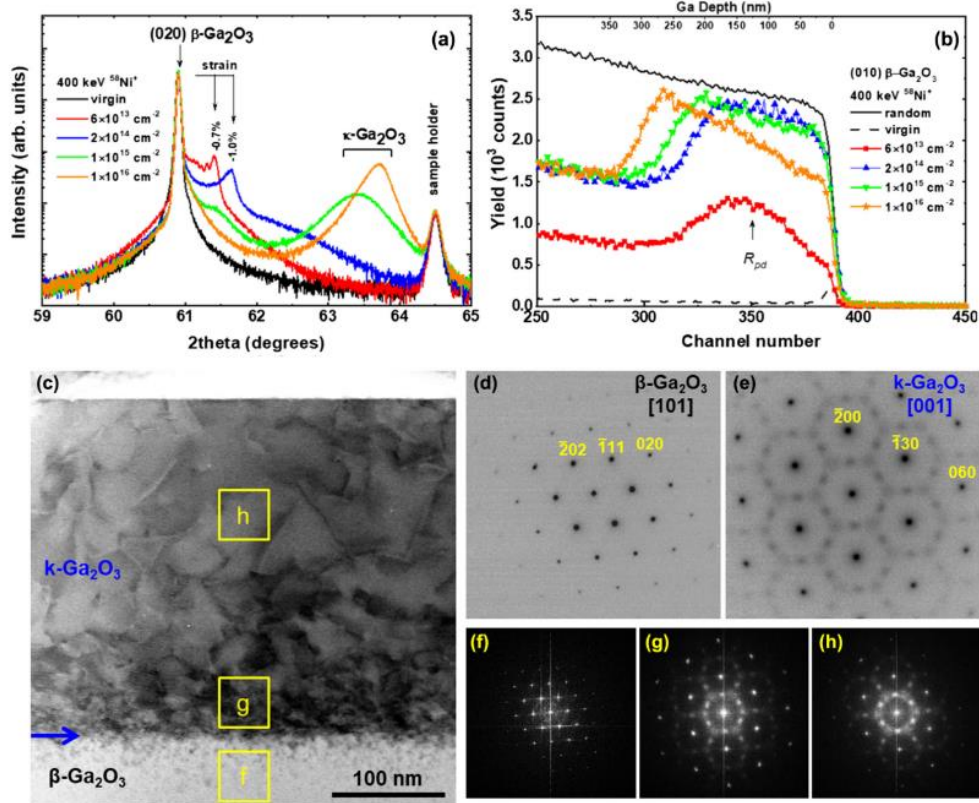 (020) β-Ga2O3
(a)
strain
400 keV 58Ni+
virgin
6×10^13 cm-2
2×10^14 cm-2
1×10^15 cm-2
1×10^16 cm-2
-0.7%
-1.0%
κ-Ga2O3
sample holder
Intensity (arb. units)
59 60 61 62 63 64 65
2theta (degrees)
Ga Depth (nm)
350 300 250 200 150 100 50 0
(b)
(010) β-Ga2O3
400 keV 58Ni+
random
virgin
6×10^13 cm-2
2×10^14 cm-2
1×10^15 cm-2
1×10^16 cm-2
Rpd
Yield (10^3 counts)
3.5
3.0
2.5
2.0
1.5
1.0
0.5
0.0
250 300 350 400 450
Channel number
(c)
h
k-Ga2O3
g
β-Ga2O3
f
100 nm
(d)
β-Ga2O3
[101]
2̅02 1̅11 020
(e)
k-Ga2O3
[001]
2̅00
1̅30
060
(f)
(g)
(h)